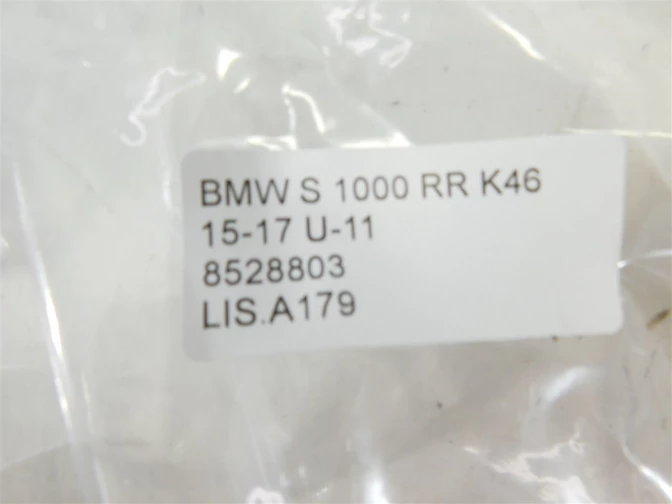 BMW S 1000 RR K46
15-17 U-11
8528803
LIS.A179